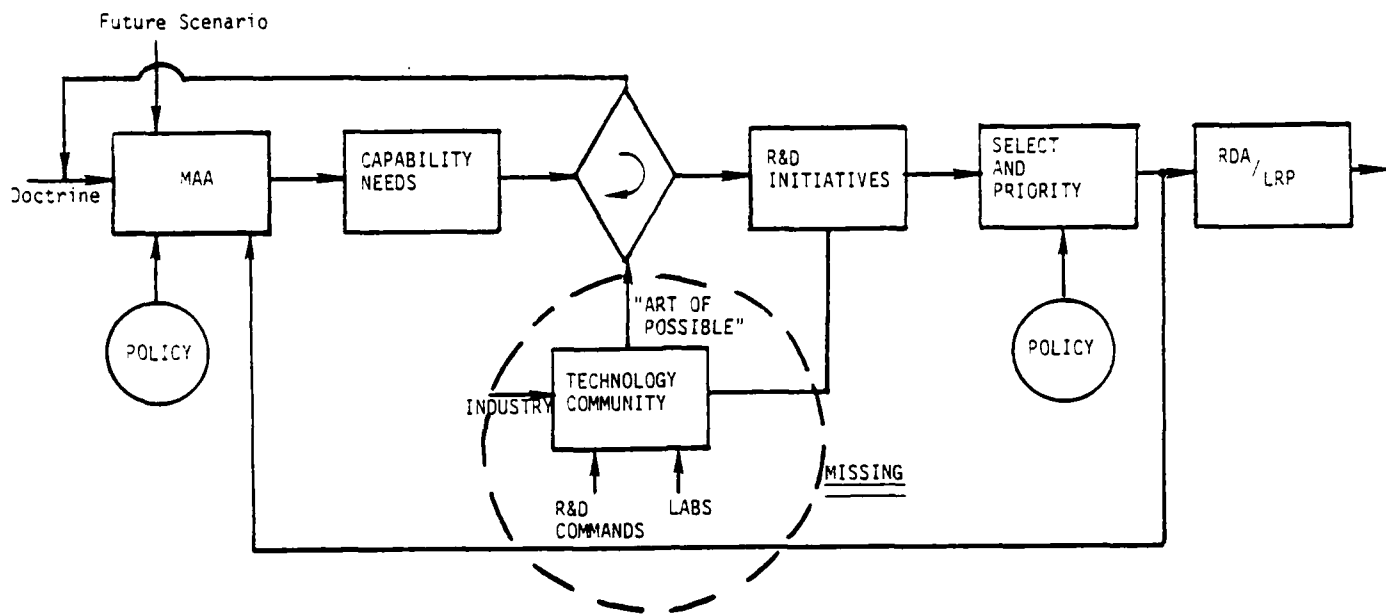 Future Scenario
Doctrine
MAA
CAPABILITY
NEEDS
R&D
INITIATIVES
SELECT
AND
PRIORITY
RDA/
LRP
POLICY
"ART OF
POSSIBLE"
POLICY
INDUSTRY
TECHNOLOGY
COMMUNITY
MISSING
R&D
COMMANDS
LABS